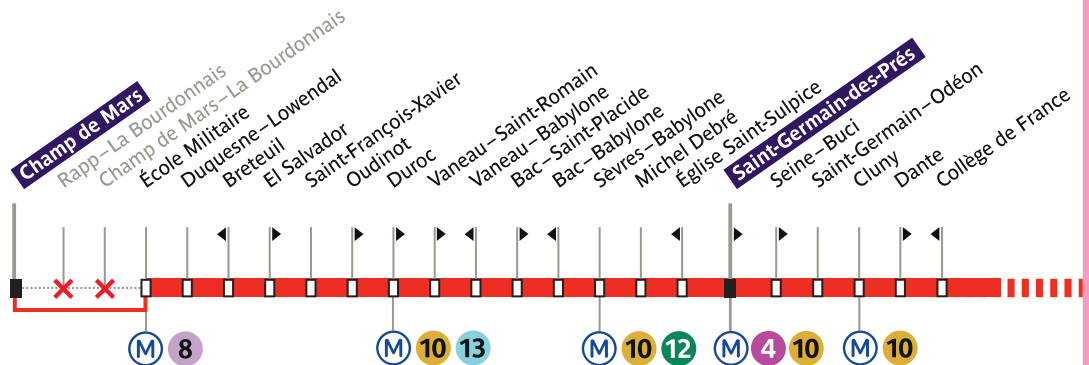 Champ de Mars
Rapp–La Bourdonnais
Champ de Mars–La Bourdonnais
École Militaire
Duquesne–Lowendal
Breteuil
El Salvador
Saint-François-Xavier
Oudinot
Duroc
Vaneau–Saint-Romain
Vaneau–Babylone
Bac–Saint-Placide
Bac–Babylone
Sèvres–Babylone
Michel Debré
Église Saint-Sulpice
Saint-Germain-des-Prés
Seine–Buci
Saint-Germain–Odéon
Cluny
Dante
Collège de France
M 8
M 10 13
M 10 12
M 4 10
M 10